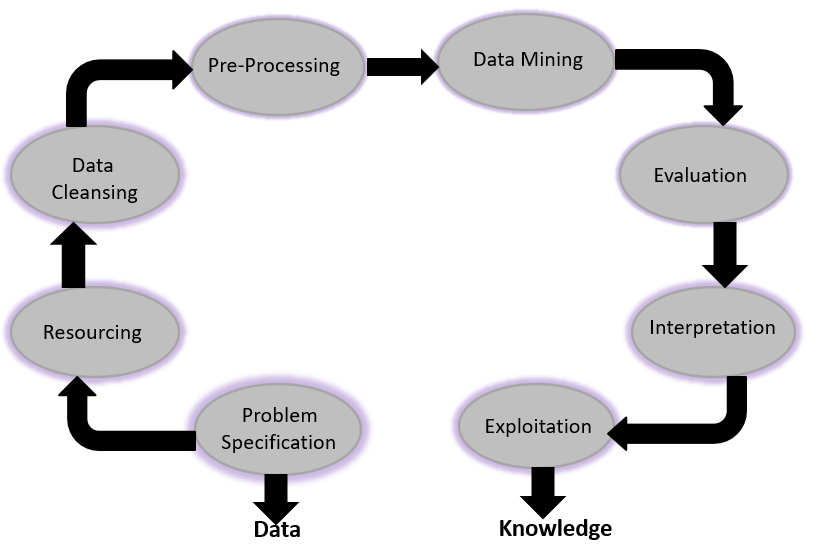 Pre-Processing
Data Mining
Data
Cleansing
Evaluation
Resourcing
Interpretation
Problem
Specification
Exploitation
Data
Knowledge